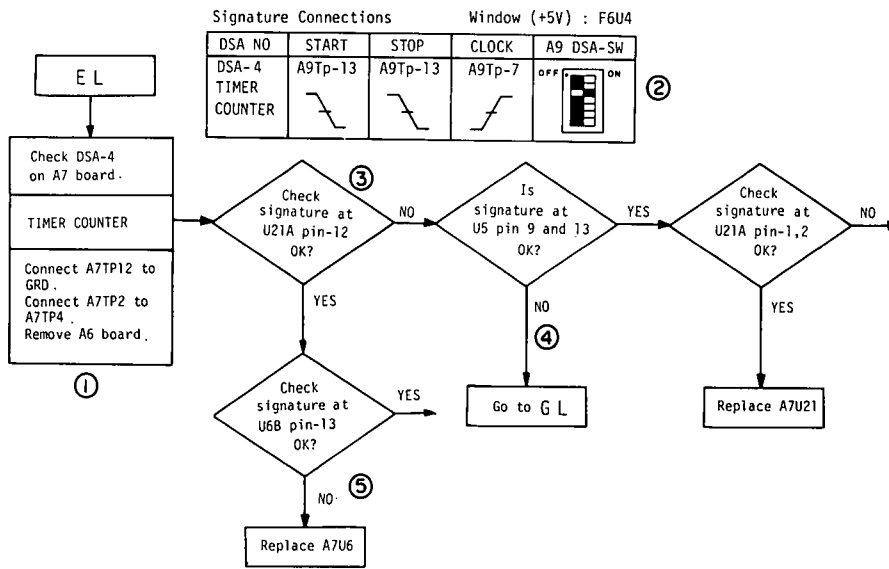 Signature Connections Window (+5V) : F6U4
DSA NO START STOP CLOCK A9 DSA-SW
DSA-4 A9Tp-13 A9Tp-13 A9Tp-7 OFF ON
TIMER
COUNTER
②
E L
Check DSA-4
on A7 board.
TIMER COUNTER
Connect A7TP12 to
GRD.
Connect A7TP2 to
A7TP4.
Remove A6 board.
①
③
Check
signature at
U21A pin-12
OK?
NO
YES
Is
signature at
U5 pin 9 and 13
OK?
YES
NO
④
Go to G L
Check
signature at
U21A pin-1,2
OK?
NO
YES
Replace A7U21
Check
signature at
U6B pin-13
OK?
YES
NO
⑤
Replace A7U6